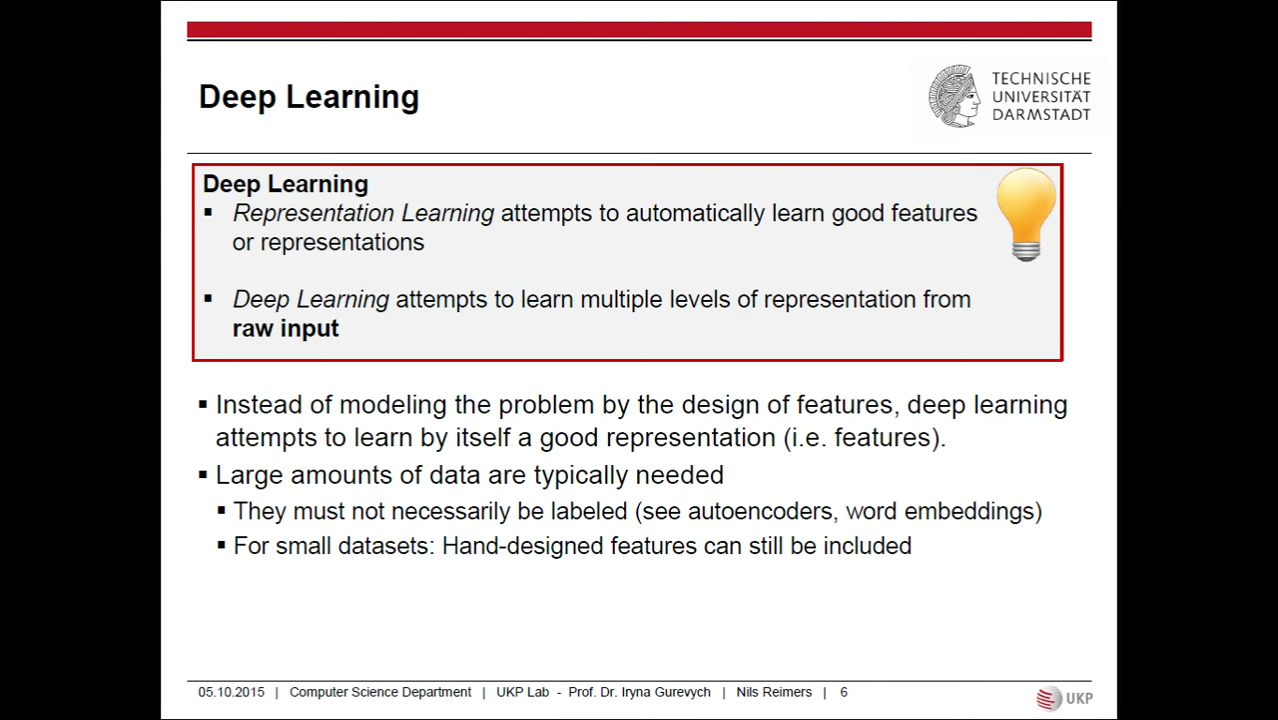 Deep Learning
TECHNISCHE
UNIVERSITÄT
DARMSTADT
Deep Learning
▪ Representation Learning attempts to automatically learn good features
or representations
▪ Deep Learning attempts to learn multiple levels of representation from
raw input
▪ Instead of modeling the problem by the design of features, deep learning
attempts to learn by itself a good representation (i.e. features).
▪ Large amounts of data are typically needed
▪ They must not necessarily be labeled (see autoencoders, word embeddings)
▪ For small datasets: Hand-designed features can still be included
05.10.2015 | Computer Science Department | UKP Lab - Prof. Dr. Iryna Gurevych | Nils Reimers | 6
UKP